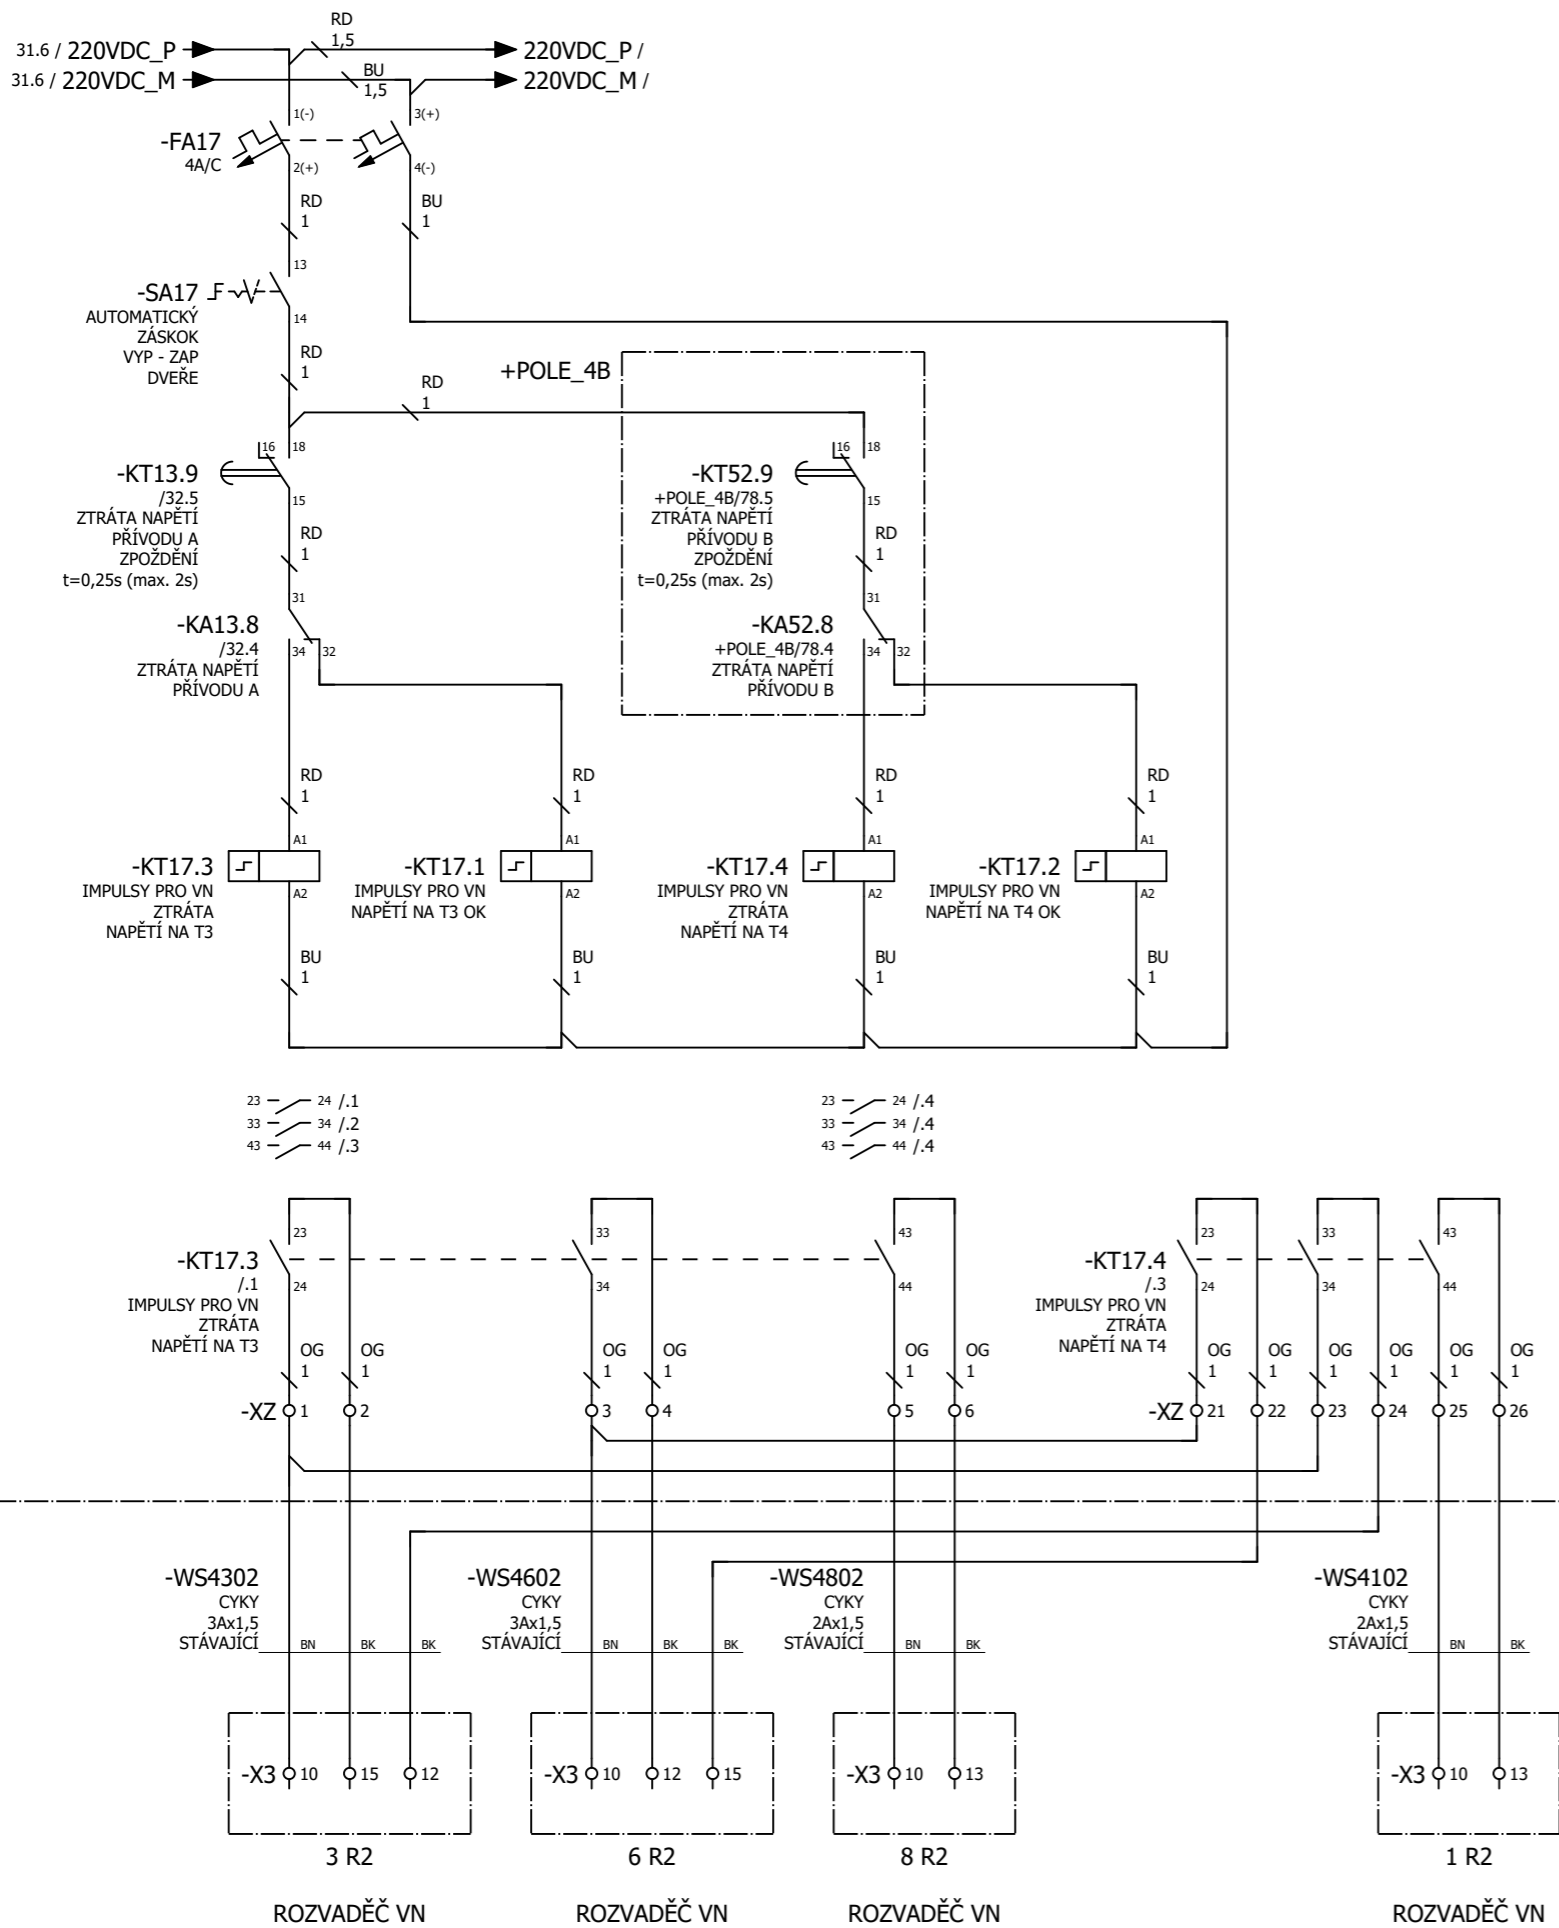 RD
1,5
31.6 / 220VDC_P
220VDC_P /
31.6 / 220VDC_M
BU
1,5
220VDC_M /
1(-)
3(+)
-FA17
4A/C
2(+)
4(-)
RD
1
BU
1
13
-SA17
AUTOMATICKÝ
ZÁSKOK
VYP - ZAP
DVEŘE
14
RD
1
+POLE_4B
RD
1
16
18
-KT13.9
/32.5
ZTRÁTA NAPĚTÍ
PŘÍVODU A
ZPOŽDĚNÍ
t=0,25s (max. 2s)
15
RD
1
16
18
-KT52.9
+POLE_4B/78.5
ZTRÁTA NAPĚTÍ
PŘÍVODU B
ZPOŽDĚNÍ
t=0,25s (max. 2s)
15
RD
1
31
-KA13.8
/32.4
ZTRÁTA NAPĚTÍ
PŘÍVODU A
34
32
31
-KA52.8
+POLE_4B/78.4
ZTRÁTA NAPĚTÍ
PŘÍVODU B
34
32
RD
1
RD
1
RD
1
RD
1
A1
-KT17.3
IMPULSY PRO VN
ZTRÁTA
NAPĚTÍ NA T3
A2
A1
-KT17.1
IMPULSY PRO VN
NAPĚTÍ NA T3 OK
A2
A1
-KT17.4
IMPULSY PRO VN
ZTRÁTA
NAPĚTÍ NA T4
A2
A1
-KT17.2
IMPULSY PRO VN
NAPĚTÍ NA T4 OK
A2
BU
1
BU
1
BU
1
BU
1
23 24 /.1
33 34 /.2
43 44 /.3
23 24 /.4
33 34 /.4
43 44 /.4
23
-KT17.3
/.1
IMPULSY PRO VN
ZTRÁTA
NAPĚTÍ NA T3
24
33
34
43
44
23
-KT17.4
/.3
IMPULSY PRO VN
ZTRÁTA
NAPĚTÍ NA T4
24
33
34
43
44
OG
1
OG
1
OG
1
OG
1
OG
1
OG
1
OG
1
OG
1
OG
1
OG
1
OG
1
-XZ 1 2 3 4 5 6 -XZ 21 22 23 24 25 26
-WS4302
CYKY
3Ax1,5
STÁVAJÍCÍ
BN BK BK
-WS4602
CYKY
3Ax1,5
STÁVAJÍCÍ
BN BK BK
-WS4802
CYKY
2Ax1,5
STÁVAJÍCÍ
BN BK
-WS4102
CYKY
2Ax1,5
STÁVAJÍCÍ
BN BK
-X3 10 15 12
-X3 10 12 15
-X3 10 13
-X3 10 13
3 R2
6 R2
8 R2
1 R2
ROZVADĚČ VN
ROZVADĚČ VN
ROZVADĚČ VN
ROZVADĚČ VN